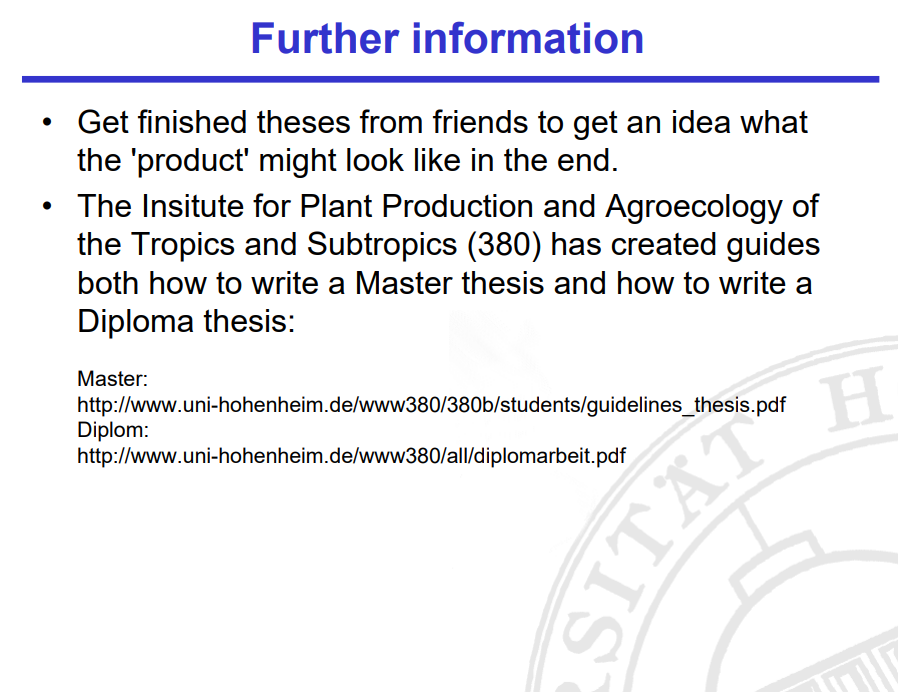 Further information
• Get finished theses from friends to get an idea what
the 'product' might look like in the end.
• The Insitute for Plant Production and Agroecology of
the Tropics and Subtropics (380) has created guides
both how to write a Master thesis and how to write a
Diploma thesis:
Master:
http://www.uni-hohenheim.de/www380/380b/students/guidelines_thesis.pdf
Diplom:
http://www.uni-hohenheim.de/www380/all/diplomarbeit.pdf
RSITÄT H